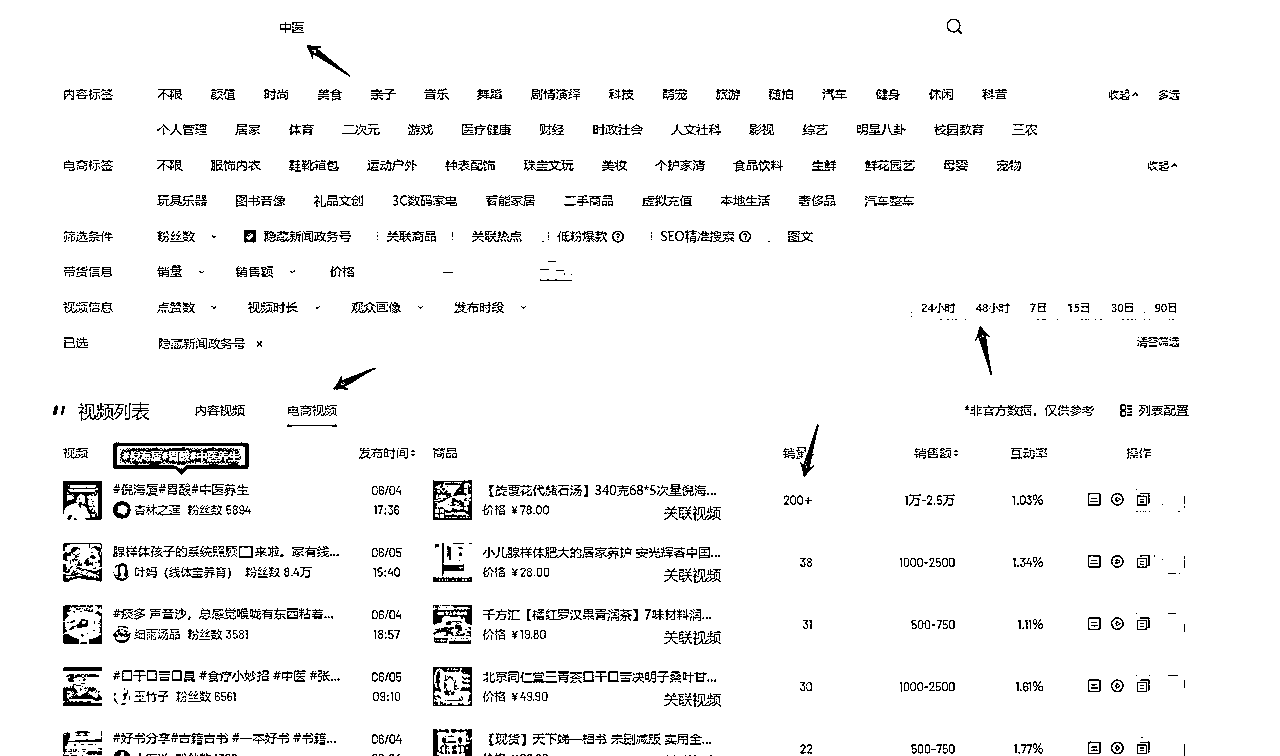 中医
内容标签 不限 颜值 时尚 美食 亲子 音乐 舞蹈 剧情演绎 科技 萌宠 旅游 随拍 汽车 健身 休闲 科普 收起 多选
个人管理 居家 体育 二次元 游戏 医疗健康 财经 时政社会 人文社科 影视 综艺 明星八卦 校园教育 三农
电商标签 不限 服饰内衣 鞋靴箱包 运动户外 钟表配饰 珠宝文玩 美妆 个护家清 食品饮料 生鲜 鲜花园艺 母婴 宠物 收起
玩具乐器 图书音像 礼品文创 3C数码家电 智能家居 二手商品 虚拟充值 本地生活 奢侈品 汽车整车
筛选条件 粉丝数 隐藏新闻政务号 关联商品 关联热点 低粉爆款 SEO精准搜索 图文
带货信息 销量 销售额 价格 —
视频信息 点赞数 视频时长 观众画像 发布时段 24小时 48小时 7日 15日 30日 90日
已选 隐藏新闻政务号 × 清空筛选
视频列表 内容视频 电商视频 *非官方数据，仅供参考 列表配置
视频 #倪海厦#胃酸#中医养生 发布时间 商品 销量 销售额 互动率 操作
#倪海厦#胃酸#中医养生 06/04 【旋覆花代赭石汤】340克68*5次量倪海... 200+ 1万-2.5万 1.03%
杏林之莲 粉丝数 5894 17:36 价格 ¥78.00 关联视频
腺样体孩子的系统照顾 来啦。家有线... 06/05 小儿腺样体肥大的居家养护 安光辉著中国... 38 1000-2500 1.34%
叶妈（线体堂养育） 粉丝数 8.4万 15:40 价格 ¥28.00 关联视频
#痰多 声音沙，总感觉喉咙有东西粘着... 06/04 千方汇【橘红罗汉果青润茶】7味材料润... 31 500-750 1.11%
细雨汤品 粉丝数 3581 18:57 价格 ¥19.80 关联视频
#食疗小妙招 #中医 #张... 06/05 北京同仁堂三青茶 决明子桑叶甘... 30 1000-2500 1.61%
玉竹子 粉丝数 6561 09:10 价格 ¥49.90 关联视频
#好书分享#古籍古书 #一本好书 #书籍... 06/04 【现货】天下娣一相书 未删减版 实用全... 22 500-750 1.77%